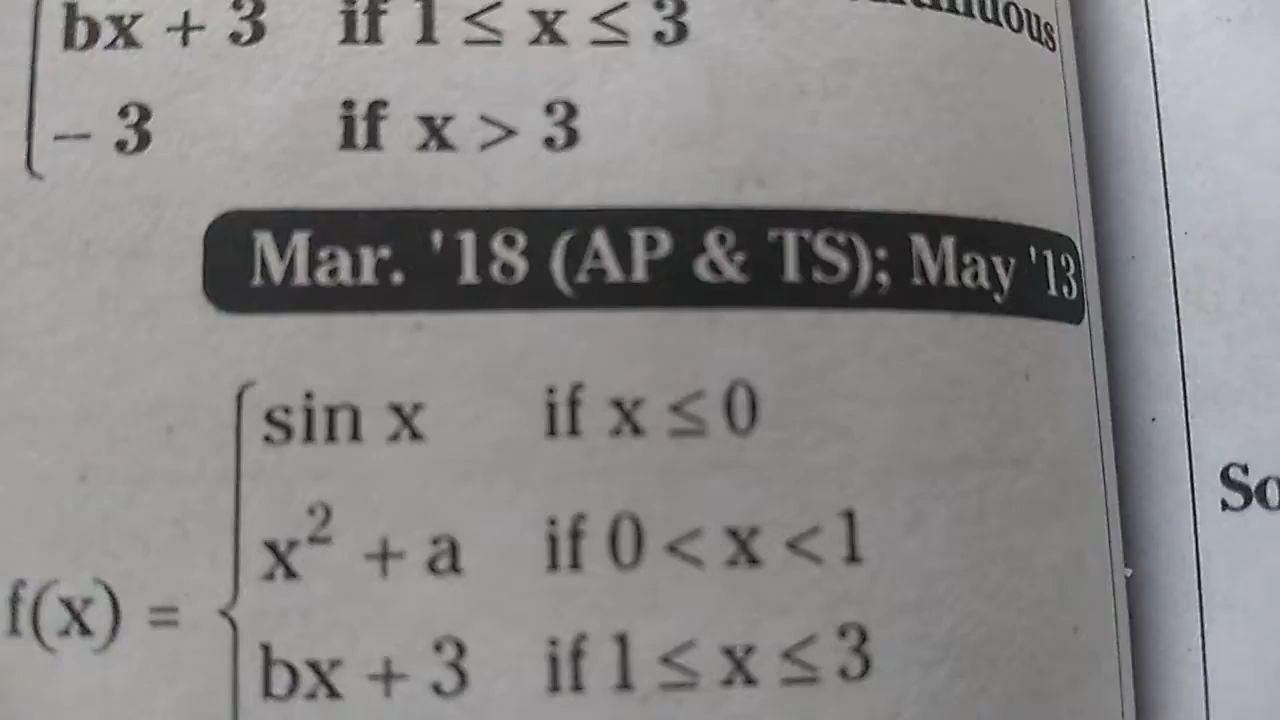 bx + 3 if 1 ≤ x ≤ 3
− 3 if x > 3
Mar. '18 (AP & TS); May '13
sin x if x ≤ 0
x² + a if 0 < x < 1
f(x) =
bx + 3 if 1 ≤ x ≤ 3